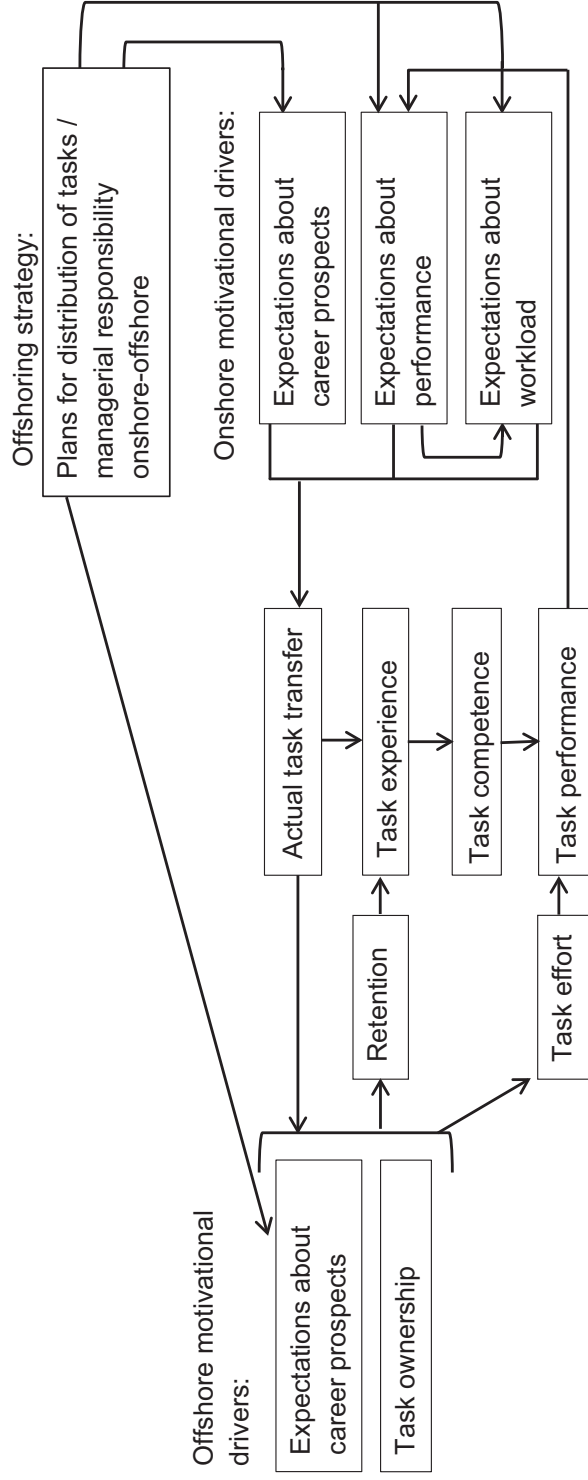 Offshoring strategy:
Plans for distribution of tasks /
managerial responsibility
onshore-offshore
Offshore motivational
drivers:
Expectations about
career prospects
Task ownership
Retention
Task effort
Actual task transfer
Task experience
Task competence
Task performance
Onshore motivational drivers:
Expectations about
career prospects
Expectations about
performance
Expectations about
workload